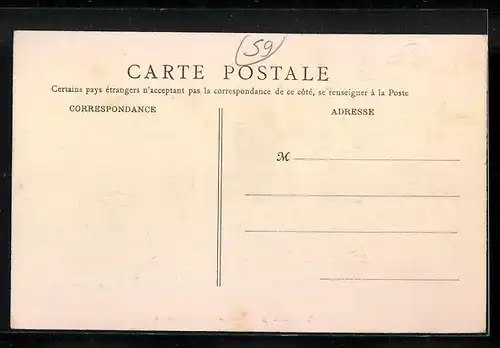 59
CARTE POSTALE
Certains pays étrangers n'acceptant pas la correspondance de ce côté, se renseigner à la Poste
CORRESPONDANCE
ADRESSE
M